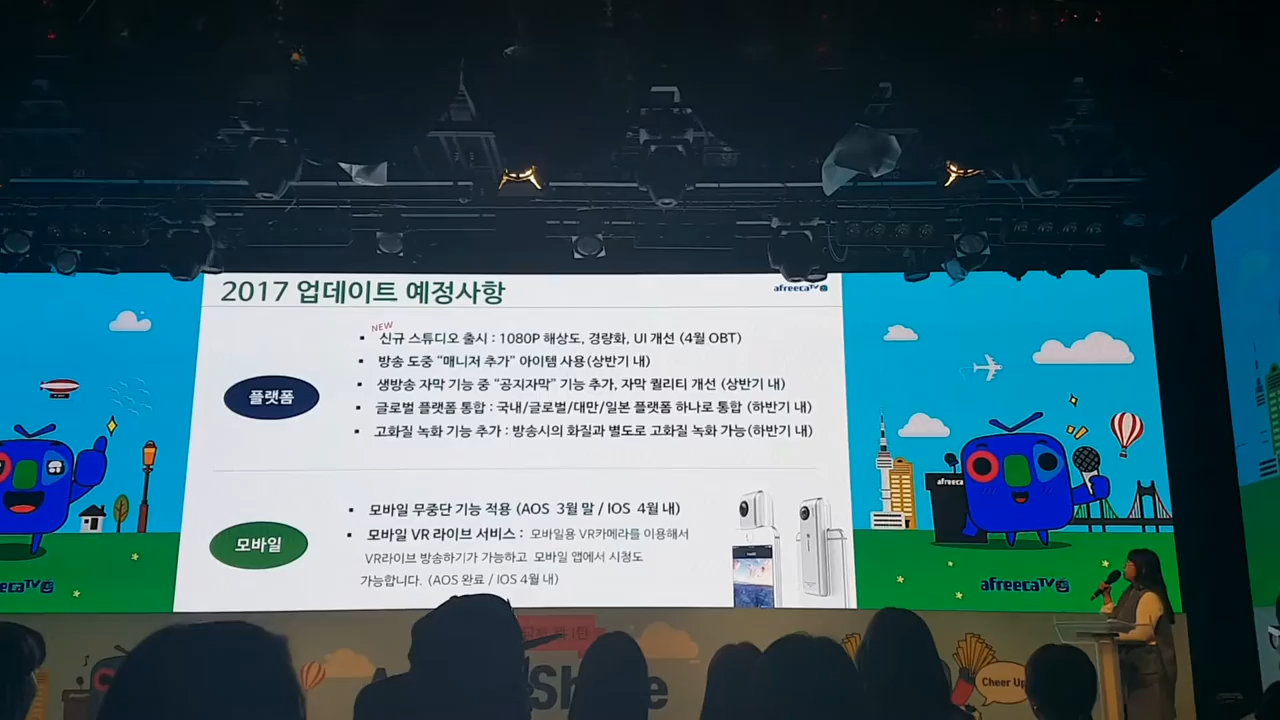 2017 업데이트 예정사항
afreecaTV
NEW
▪ 신규 스튜디오 출시 : 1080P 해상도, 경량화, UI 개선 (4월 OBT)
▪ 방송 도중 “매니저 추가” 아이템 사용(상반기 내)
플랫폼
▪ 생방송 자막 기능 중 “공지자막” 기능 추가, 자막 퀄리티 개선 (상반기 내)
▪ 글로벌 플랫폼 통합 : 국내/글로벌/대만/일본 플랫폼 하나로 통합 (하반기 내)
▪ 고화질 녹화 기능 추가 : 방송시의 화질과 별도로 고화질 녹화 가능(하반기 내)
afreeca
▪ 모바일 무중단 기능 적용 (AOS 3월 말 / IOS 4월 내)
모바일
▪ 모바일 VR 라이브 서비스 : 모바일용 VR카메라를 이용해서
VR라이브 방송하기가 가능하고 모바일 앱에서 시청도
가능합니다. (AOS 완료 / IOS 4월 내)
eecaTV
afreecaTV
Cheer Up